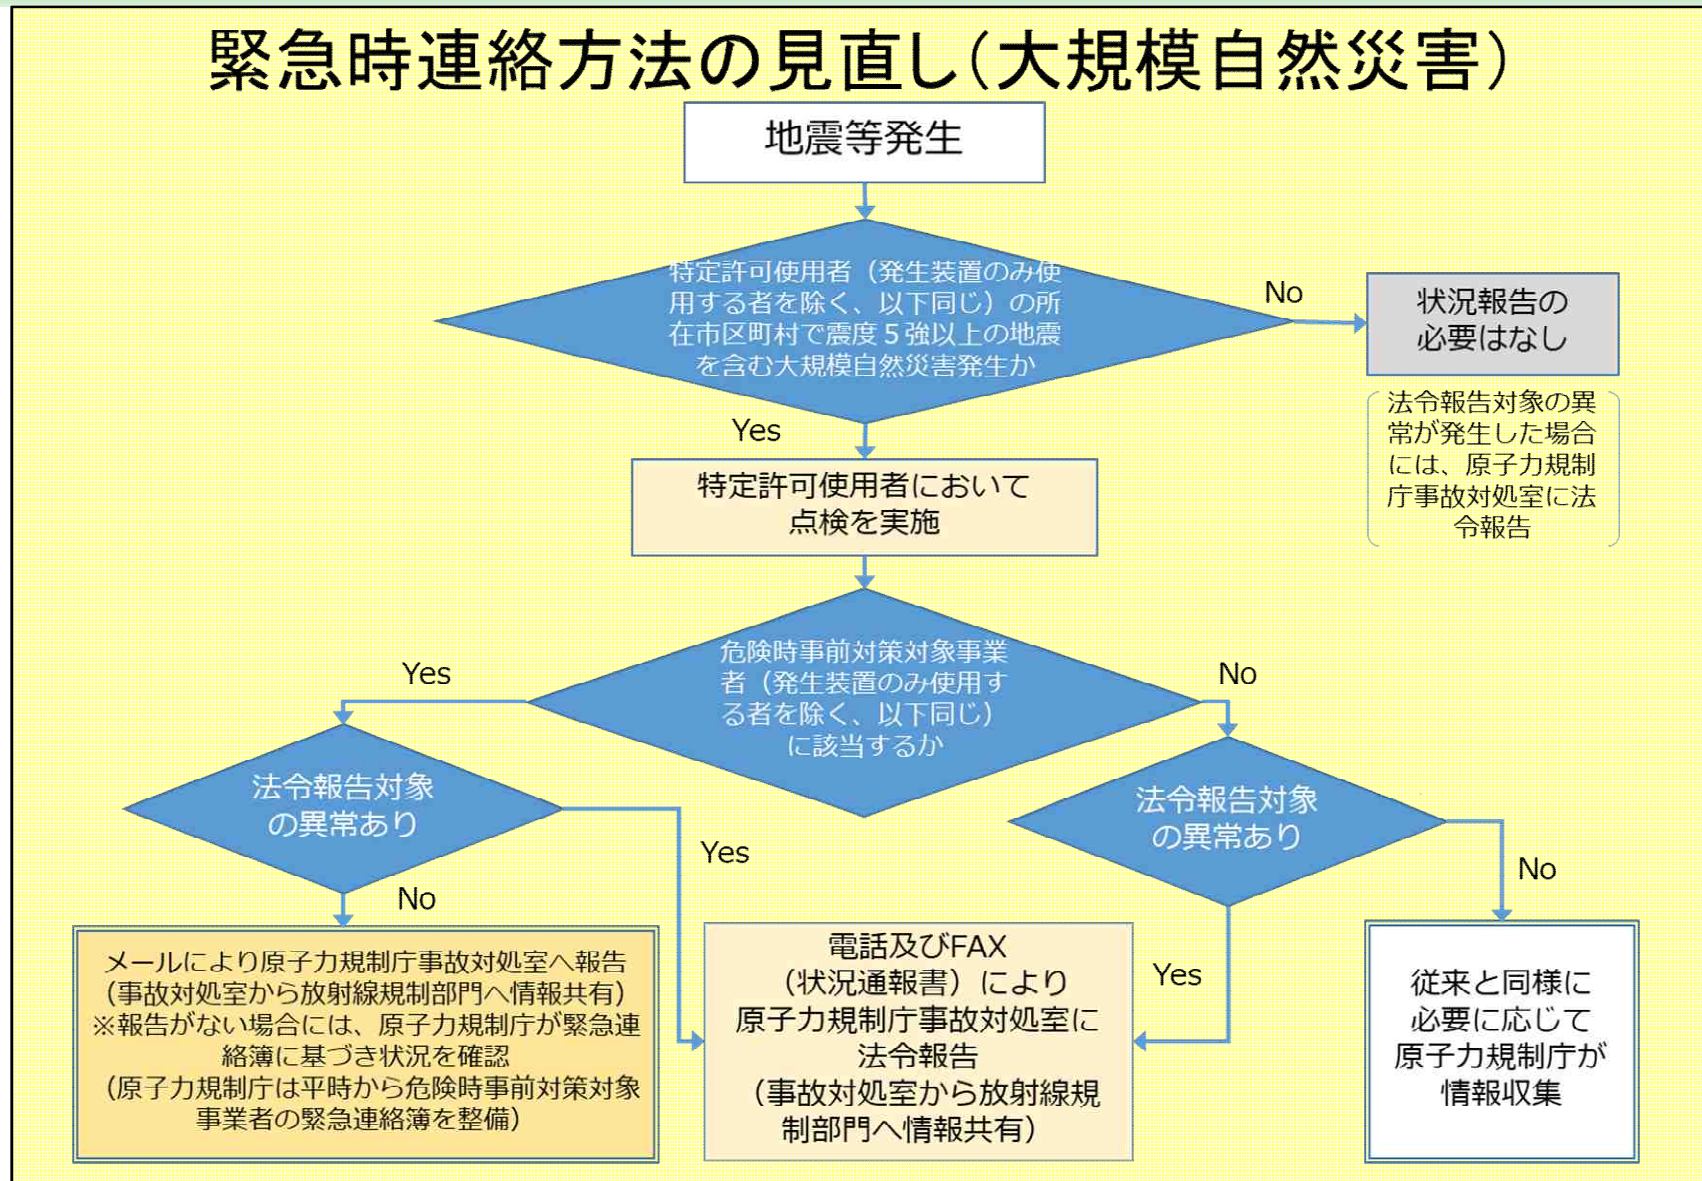 緊急時連絡方法の見直し（大規模自然災害）
地震等発生
特定許可使用者（発生装置のみ使
用する者を除く、以下同じ）の所
在市区町村で震度５強以上の地震
を含む大規模自然災害発生か
No
状況報告の
必要はなし
法令報告対象の異
常が発生した場合
には、原子力規制
庁事故対処室に法
令報告
Yes
特定許可使用者において
点検を実施
危険時事前対策対象事業
者（発生装置のみ使用す
る者を除く、以下同じ）
に該当するか
Yes
No
法令報告対象
の異常あり
法令報告対象
の異常あり
Yes
No
No
Yes
メールにより原子力規制庁事故対処室へ報告
（事故対処室から放射線規制部門へ情報共有）
※報告がない場合には、原子力規制庁が緊急連
絡簿に基づき状況を確認
（原子力規制庁は平時から危険時事前対策対象
事業者の緊急連絡簿を整備）
電話及びFAX
（状況通報書）により
原子力規制庁事故対処室に
法令報告
（事故対処室から放射線規
制部門へ情報共有）
従来と同様に
必要に応じて
原子力規制庁が
情報収集